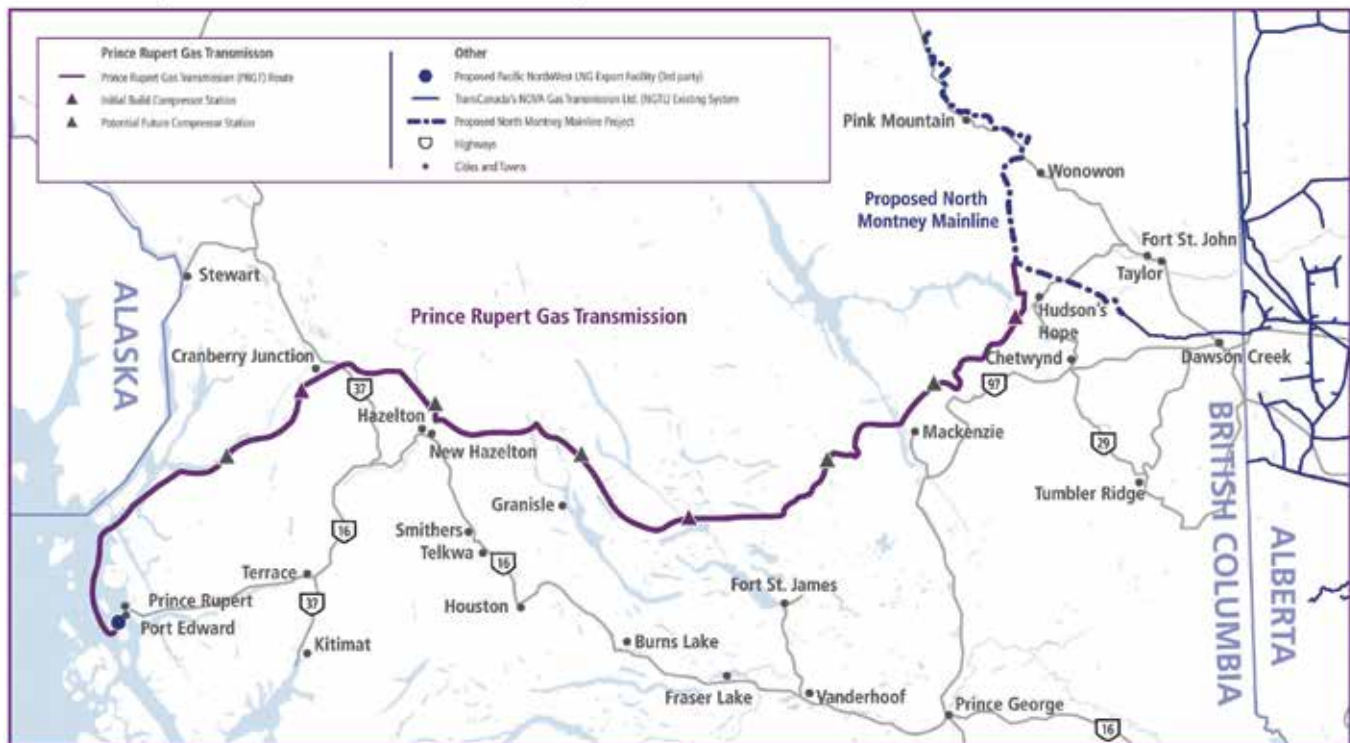 Prince Rupert Gas Transmisson
Prince Rupert Gas Transmission (PRGT) Route
Initial Build Compressor Station
Potential Future Compressor Station
Other
Proposed Pacific NorthWest LNG Export Facility (3rd party)
TransCanada's NOVA Gas Transmission Ltd. (NGTL) Existing System
Proposed North Montney Mainline Project
Highways
Cities and Towns
Pink Mountain
Wonowon
Proposed North
Montney Mainline
Fort St. John
Taylor
Stewart
ALASKA
Prince Rupert Gas Transmission
Hudson's
Hope
Cranberry Junction
Chetwynd
Dawson Creek
37
97
Hazelton
New Hazelton
Mackenzie
29
BRITISH COLUMBIA
ALBERTA
Tumbler Ridge
Granisle
16
Smithers
Telkwa
16
Terrace
Fort St. James
Prince Rupert
Port Edward
37
Houston
Kitimat
Burns Lake
Fraser Lake
Vanderhoof
Prince George
16